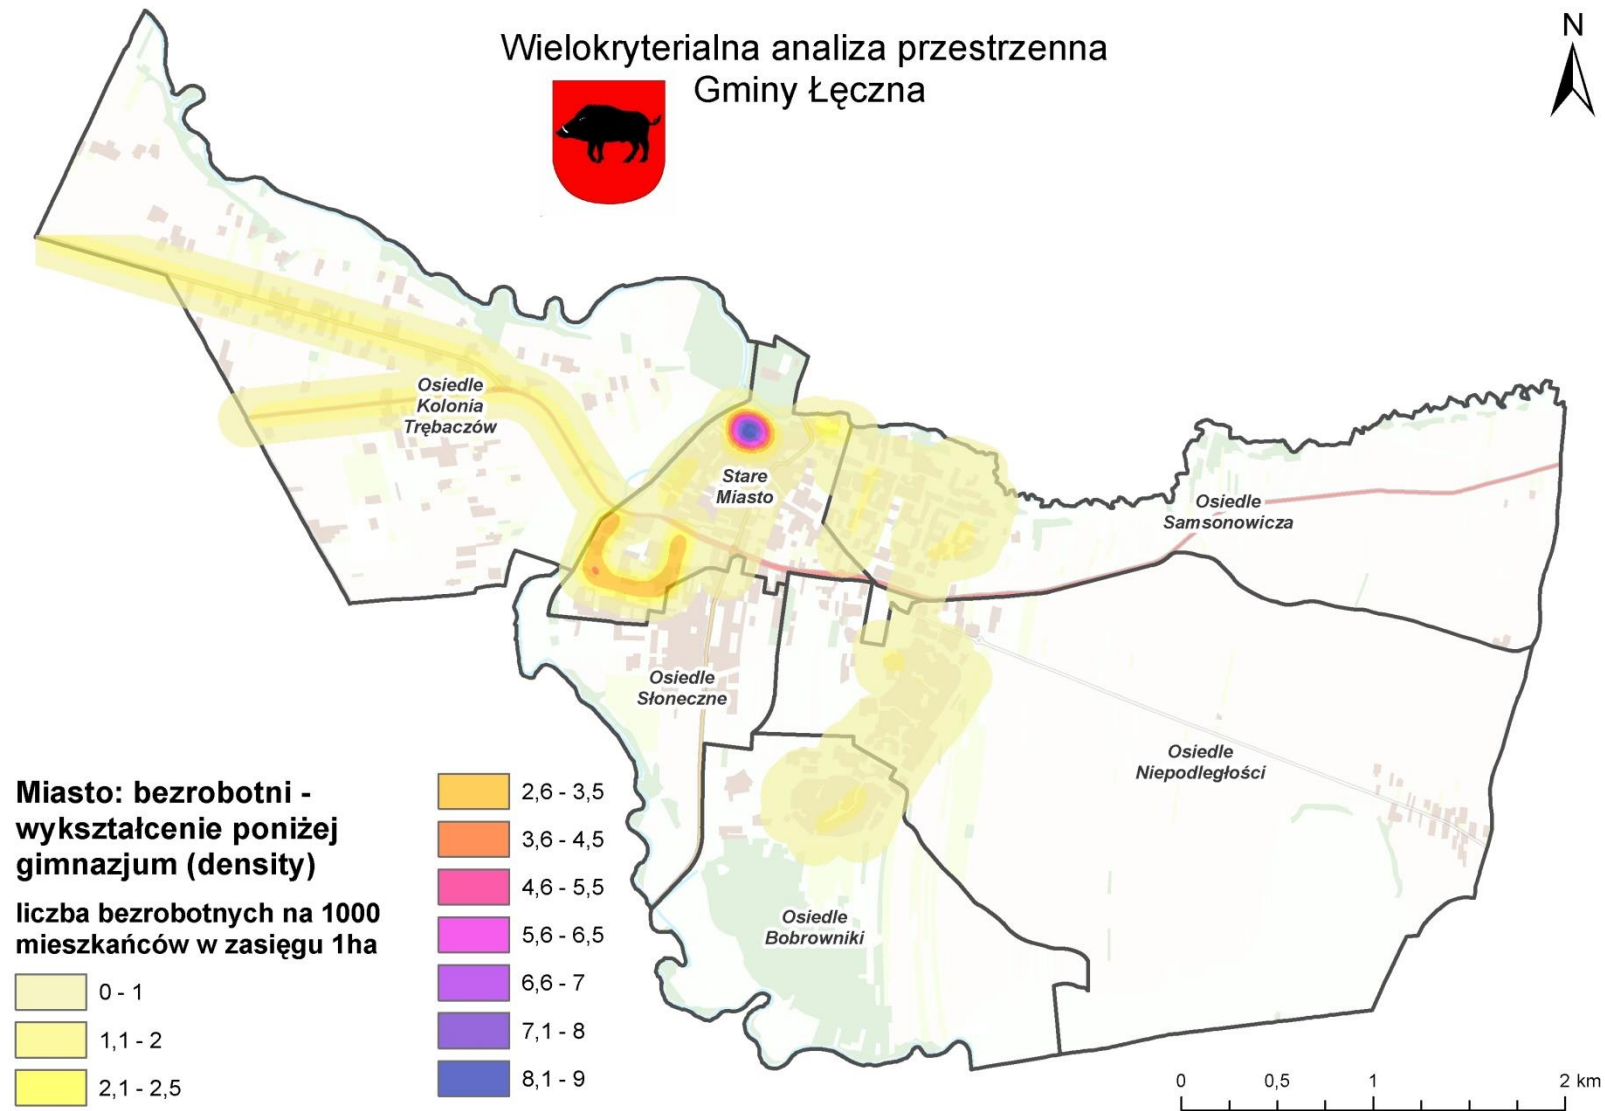 Wielokryterialna analiza przestrzenna
Gminy Łęczna
N
Osiedle
Kolonia
Trębaczów
Stare
Miasto
Osiedle
Samsonowicza
Osiedle
Słoneczne
Osiedle
Niepodległości
Osiedle
Bobrowniki
Miasto: bezrobotni -
wykształcenie poniżej
gimnazjum (density)
liczba bezrobotnych na 1000
mieszkańców w zasięgu 1ha
0 - 1
1,1 - 2
2,1 - 2,5
2,6 - 3,5
3,6 - 4,5
4,6 - 5,5
5,6 - 6,5
6,6 - 7
7,1 - 8
8,1 - 9
0 0,5 1 2 km